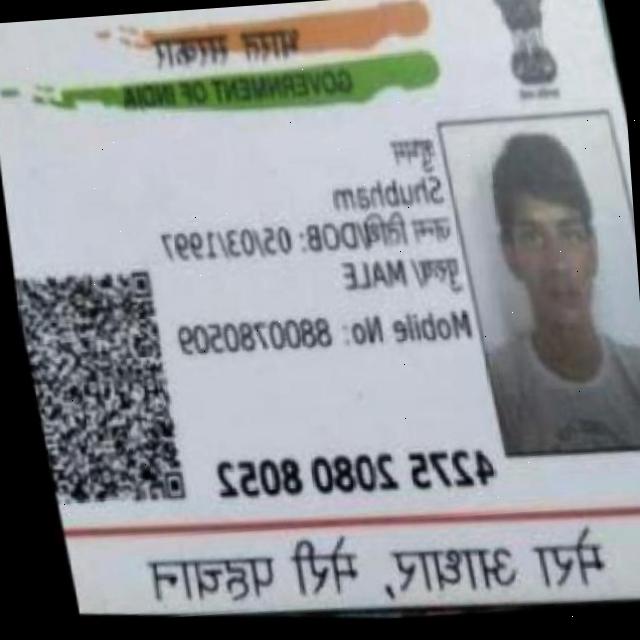 भारत सरकार
GOVERNMENT OF INDIA
शुभम
Shubham
जन्म तिथि/DOB: 05/03/1997
पुरुष/ MALE
Mobile No: 8800780509
4275 2080 8052
मेरा आधार, मेरी पहचान